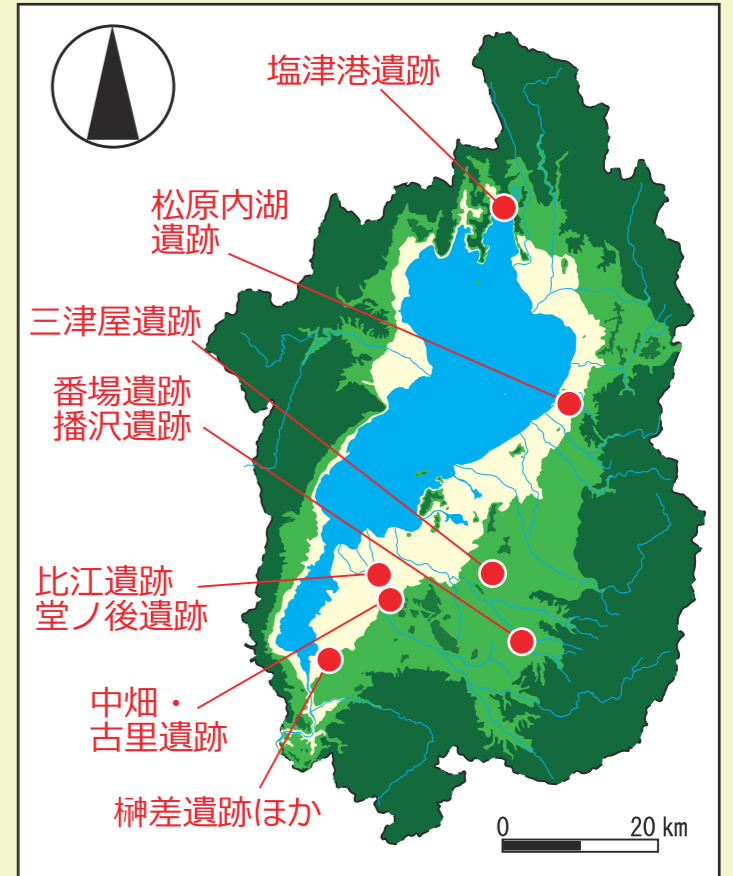 塩津港遺跡
松原内湖
遺跡
三津屋遺跡
番場遺跡
播沢遺跡
比江遺跡
堂ノ後遺跡
中畑・
古里遺跡
榊差遺跡ほか
0 20 km